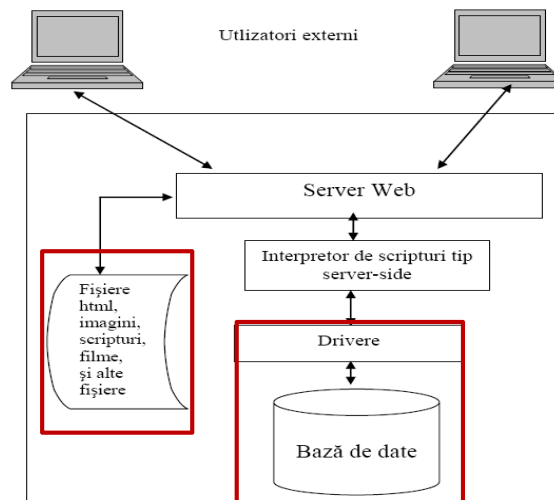 Utlizatori externi
Server Web
Interpretor de scripturi tip
server-side
Fişiere
html,
imagini,
scripturi,
filme,
şi alte
fişiere
Drivere
Bază de date